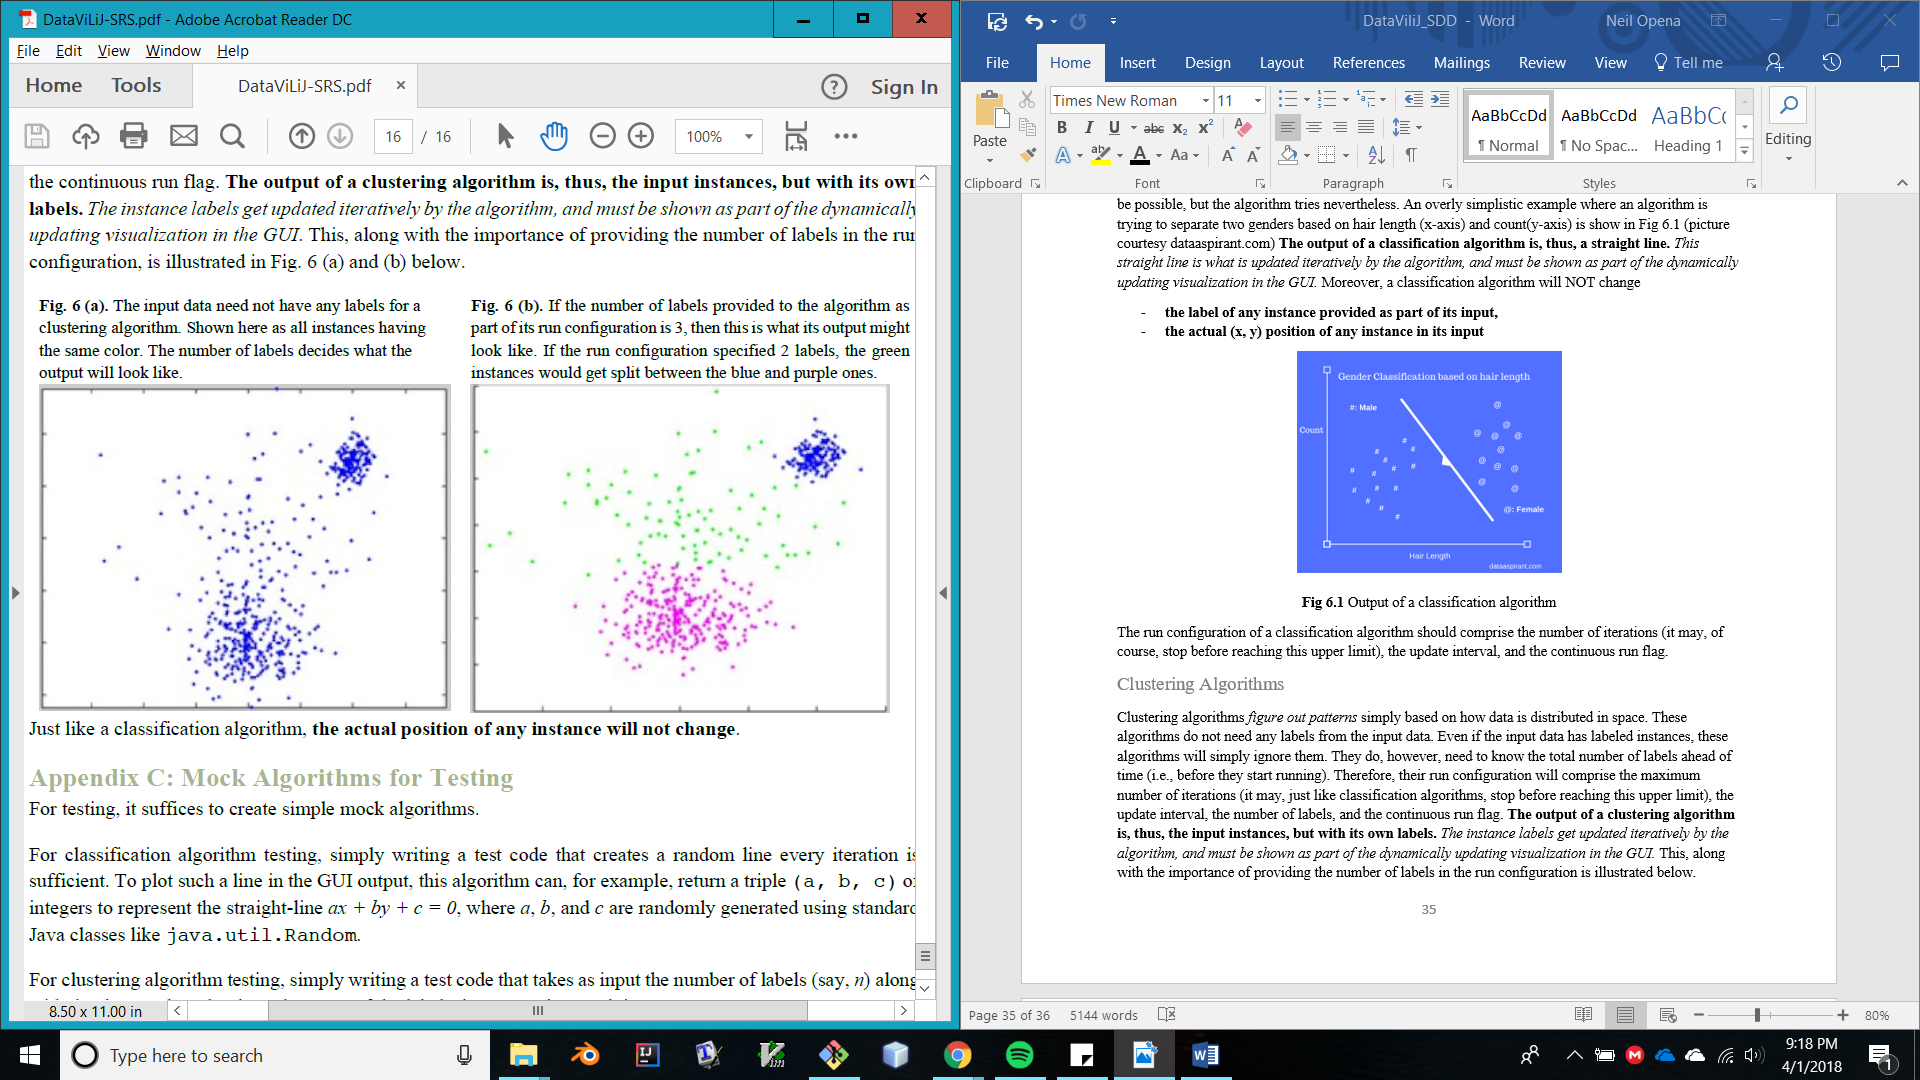 DataViLiJ-SRS.pdf - Adobe Acrobat Reader DC
File Edit View Window Help
Home Tools DataViLiJ-SRS.pdf × ? Sign In
16 / 16 100%
the continuous run flag. The output of a clustering algorithm is, thus, the input instances, but with its own
labels. The instance labels get updated iteratively by the algorithm, and must be shown as part of the dynamically
updating visualization in the GUI. This, along with the importance of providing the number of labels in the run
configuration, is illustrated in Fig. 6 (a) and (b) below.
Fig. 6 (a). The input data need not have any labels for a
clustering algorithm. Shown here as all instances having
the same color. The number of labels decides what the
output will look like.
Fig. 6 (b). If the number of labels provided to the algorithm as
part of its run configuration is 3, then this is what its output might
look like. If the run configuration specified 2 labels, the green
instances would get split between the blue and purple ones.
Just like a classification algorithm, the actual position of any instance will not change.
Appendix C: Mock Algorithms for Testing
For testing, it suffices to create simple mock algorithms.
For classification algorithm testing, simply writing a test code that creates a random line every iteration is
sufficient. To plot such a line in the GUI output, this algorithm can, for example, return a triple (a, b, c) of
integers to represent the straight-line ax + by + c = 0, where a, b, and c are randomly generated using standard
Java classes like java.util.Random.
For clustering algorithm testing, simply writing a test code that takes as input the number of labels (say, n) along
8.50 x 11.00 in
DataViliJ_SDD - Word Neil Opena
File Home Insert Design Layout References Mailings Review View Tell me
Paste
Times New Roman 11
B I U abc X₂ X²
A ab A Aa A A
AaBbCcDd AaBbCcDd AaBbCc
¶ Normal ¶ No Spac... Heading 1
Editing
Clipboard Font Paragraph Styles
be possible, but the algorithm tries nevertheless. An overly simplistic example where an algorithm is
trying to separate two genders based on hair length (x-axis) and count(y-axis) is show in Fig 6.1 (picture
courtesy dataaspirant.com) The output of a classification algorithm is, thus, a straight line. This
straight line is what is updated iteratively by the algorithm, and must be shown as part of the dynamically
updating visualization in the GUI. Moreover, a classification algorithm will NOT change
- the label of any instance provided as part of its input,
- the actual (x, y) position of any instance in its input
Gender Classification based on hair length
#: Male
Count
@: Female
Hair Length
dataaspirant.com
Fig 6.1 Output of a classification algorithm
The run configuration of a classification algorithm should comprise the number of iterations (it may, of
course, stop before reaching this upper limit), the update interval, and the continuous run flag.
Clustering Algorithms
Clustering algorithms figure out patterns simply based on how data is distributed in space. These
algorithms do not need any labels from the input data. Even if the input data has labeled instances, these
algorithms will simply ignore them. They do, however, need to know the total number of labels ahead of
time (i.e., before they start running). Therefore, their run configuration will comprise the maximum
number of iterations (it may, just like classification algorithms, stop before reaching this upper limit), the
update interval, the number of labels, and the continuous run flag. The output of a clustering algorithm
is, thus, the input instances, but with its own labels. The instance labels get updated iteratively by the
algorithm, and must be shown as part of the dynamically updating visualization in the GUI. This, along
with the importance of providing the number of labels in the run configuration is illustrated below.
35
Page 35 of 36 5144 words 80%
Type here to search
9:18 PM
4/1/2018
1